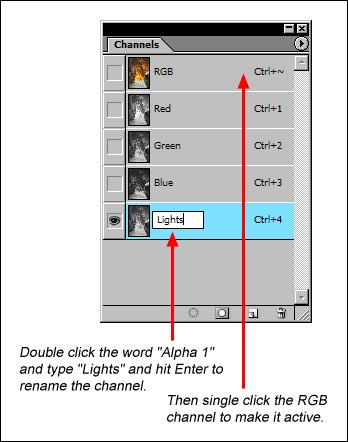 Channels
RGB Ctrl+~
Red Ctrl+1
Green Ctrl+2
Blue Ctrl+3
Lights Ctrl+4
Double click the word "Alpha 1"
and type "Lights" and hit Enter to
rename the channel.
Then single click the RGB
channel to make it active.